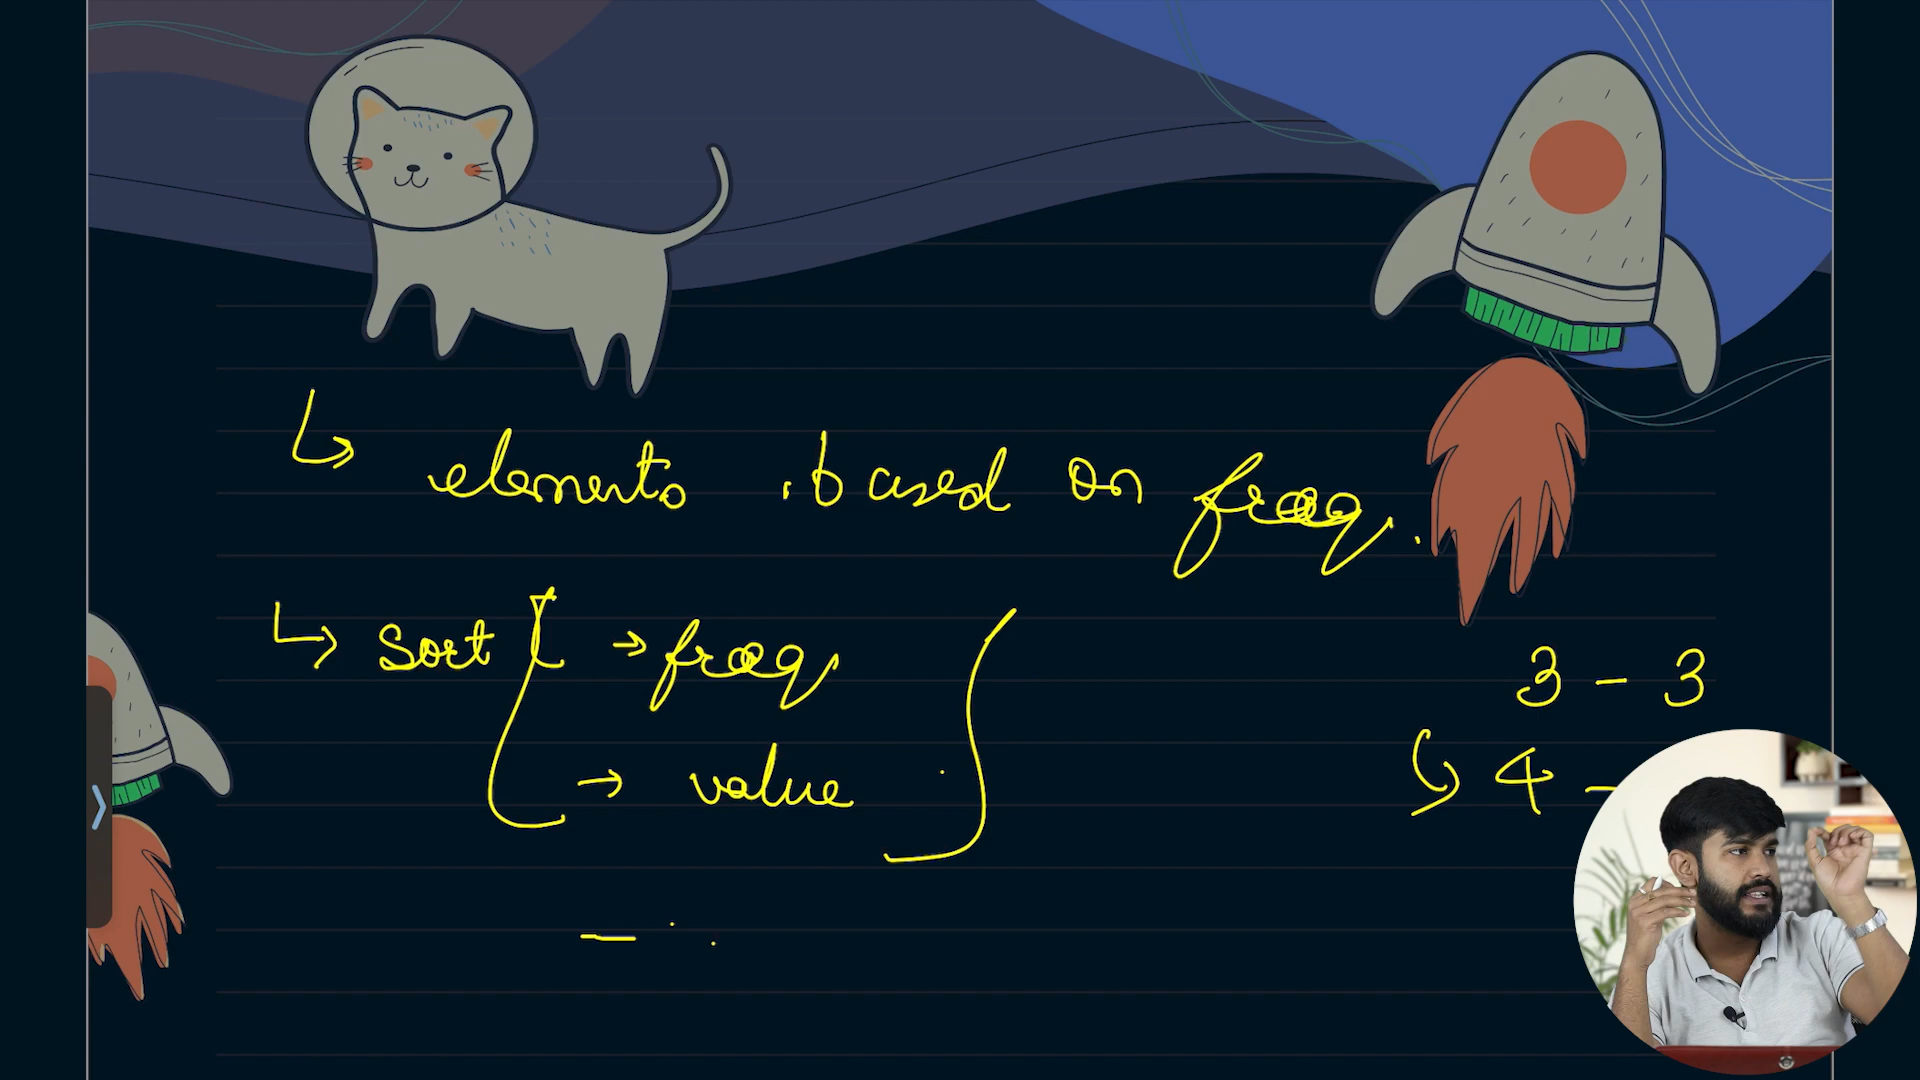 ↳ elements based on freq.
↳ sort [ → freq
→ value ]
3 - 3
↳ 4 -